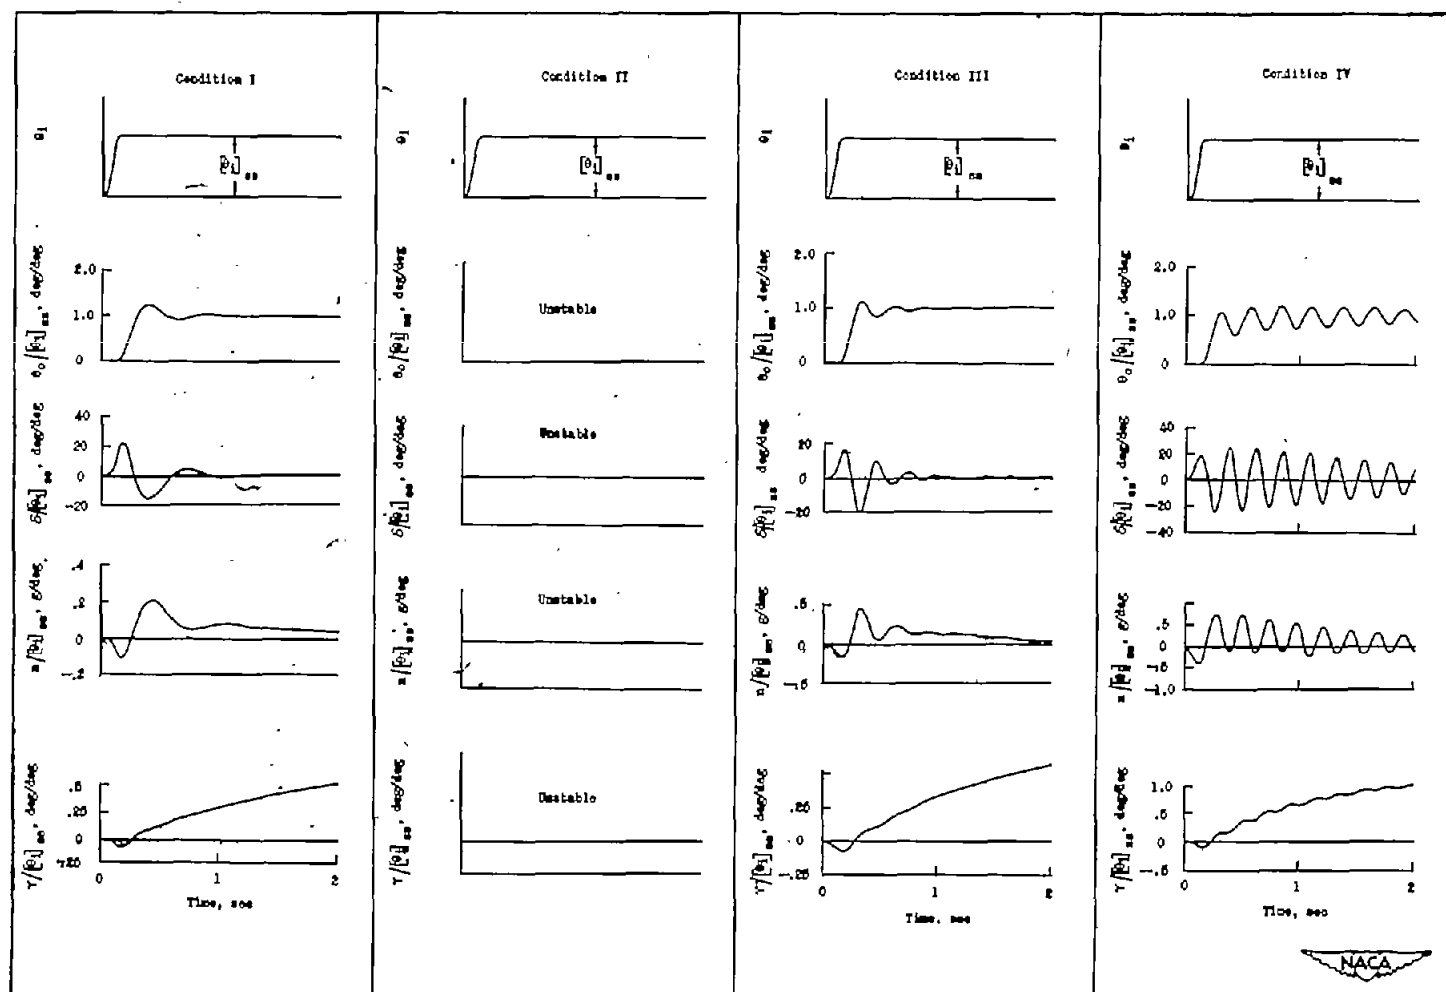 Condition I
θi
[θi]ss
θo/[θi]ss, deg/deg
2.0
1.0
0
δ/[θi]ss, deg/deg
40
20
0
-20
n/[θi]ss, g/deg
.4
.2
0
-.2
γ/[θi]ss, deg/deg
.5
.25
0
-.25
0
1
2
Time, sec
Condition II
θi
[θi]ss
θo/[θi]ss, deg/deg
Unstable
δ/[θi]ss, deg/deg
Unstable
n/[θi]ss, g/deg
Unstable
γ/[θi]ss, deg/deg
Unstable
Condition III
θi
[θi]ss
θo/[θi]ss, deg/deg
2.0
1.0
0
δ/[θi]ss deg/deg
20
0
-20
n/[θi]ss, g/deg
.5
0
-.5
γ/[θi]ss, deg/deg
.25
0
-.25
0
1
2
Time, sec
Condition IV
θi
[θi]ss
θo/[θi]ss, deg/deg
2.0
1.0
0
δ/[θi]ss, deg/deg
40
20
0
-20
-40
n/[θi]ss, g/deg
.5
0
-.5
-1.0
γ/[θi]ss, deg/deg
1.0
.5
0
-.5
0
1
2
Time, sec
NACA